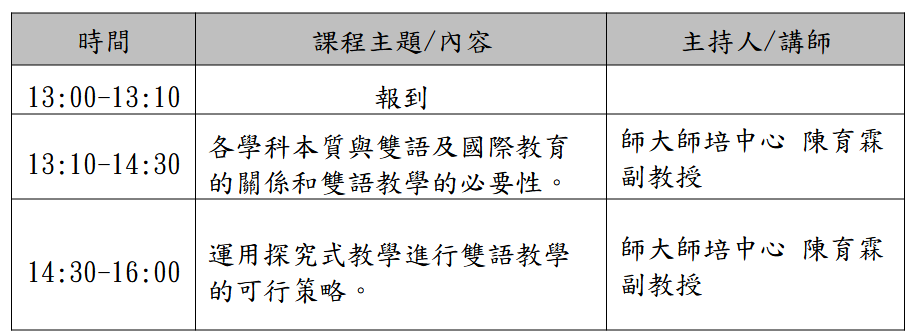 時間 課程主題/內容 主持人/講師
13:00-13:10 報到
13:10-14:30 各學科本質與雙語及國際教育
的關係和雙語教學的必要性。
師大師培中心 陳育霖
副教授
14:30-16:00 運用探究式教學進行雙語教學
的可行策略。
師大師培中心 陳育霖
副教授